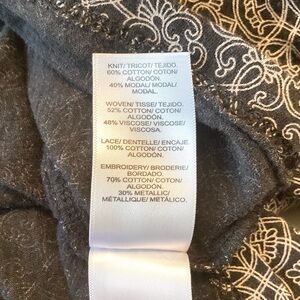 KNIT/ TRICOT/ TEJIDO.
60% COTTON/ COTON/
ALGODÓN.
40% MODAL/ MODAL/
MODAL.
WOVEN/ TISSE/ TEJIDO.
52% COTTON/ COTON/
ALGODÓN.
48% VISCOSE/ VISCOSE/
VISCOSA.
LACE/ DENTELLE/ ENCAJE.
100% COTTON/ COTON/
ALGODÓN.
EMBROIDERY/ BRODERIE/
BORDADO.
70% COTTON/ COTON/
ALGODÓN.
30% METALLIC/
MÉTALLIQUE/ METÁLICO.